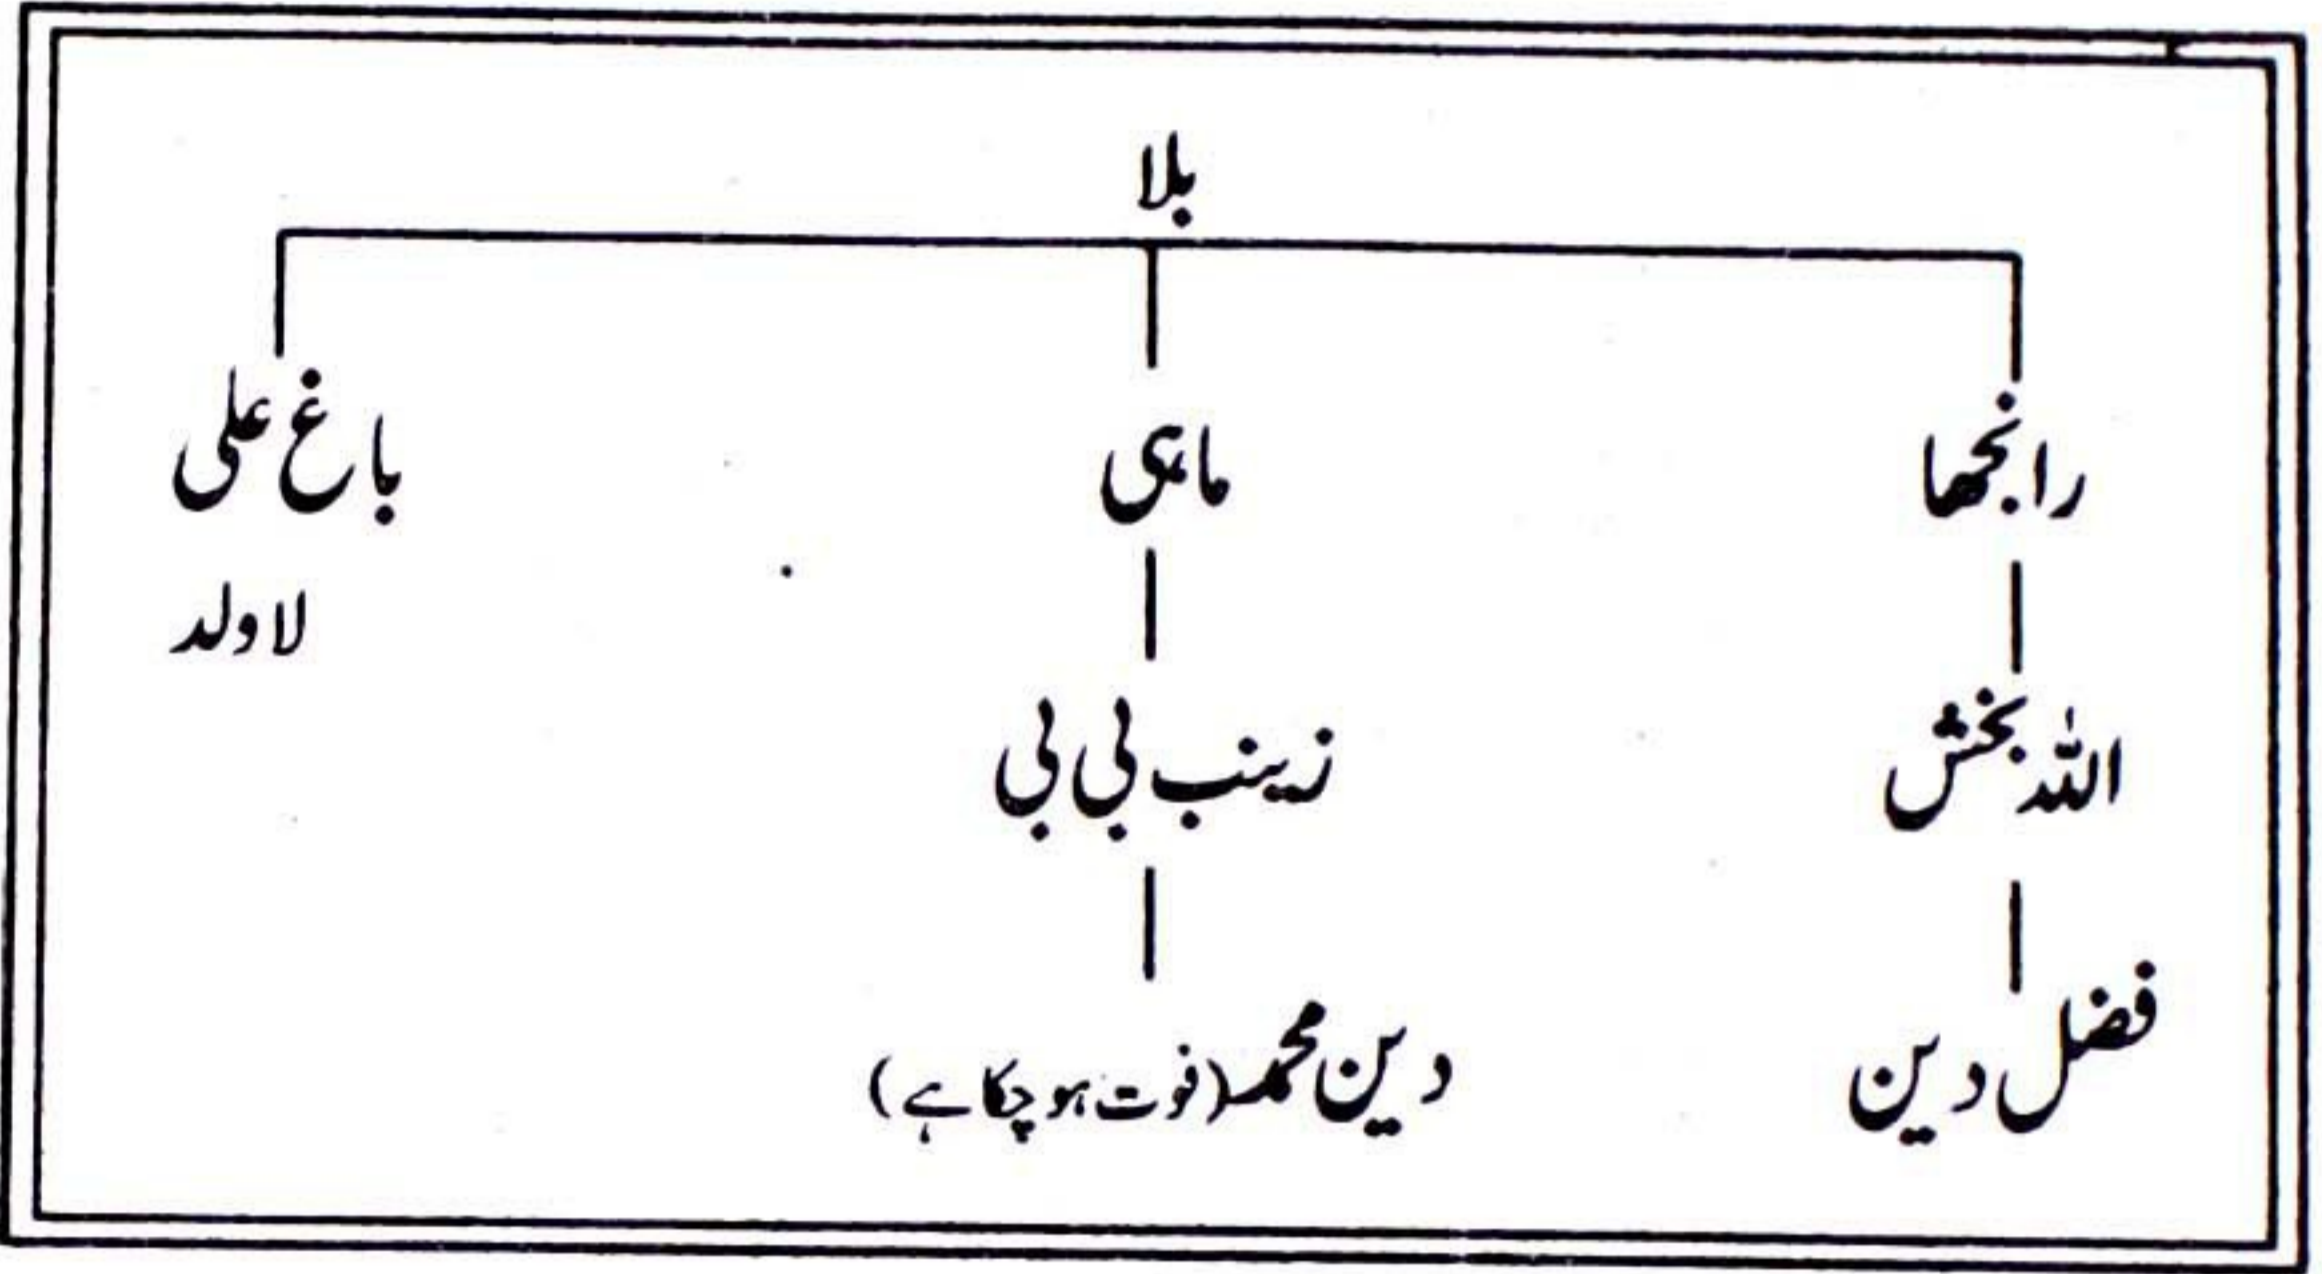 بلا
رانجھا ماہی باغ علی
لاولد
اللہ بخش زینب بی بی
فضل دین دین محمد (فوت ہو چکا ہے)